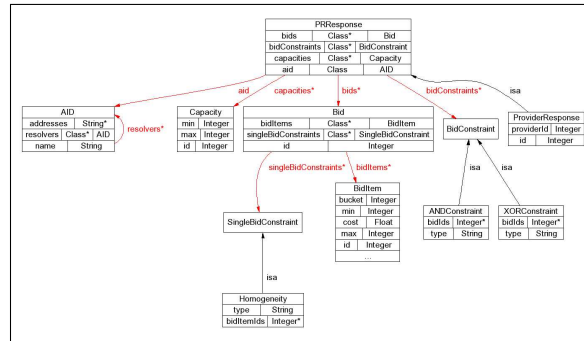 PRResponse
bids Class* Bid
bidConstraints Class* BidConstraint
capacities Class* Capacity
aid Class AID
aid capacities* bids* bidConstraints* isa
AID
addresses String*
resolvers Class* AID
name String
resolvers*
Capacity
min Integer
max Integer
id Integer
Bid
bidItems Class* BidItem
singleBidConstraints Class* SingleBidConstraint
id Integer
BidConstraint
ProviderResponse
providerId Integer
id Integer
singleBidConstraints* bidItems* isa isa
SingleBidConstraint
BidItem
bucket Integer
min Integer
cost Float
max Integer
id Integer
...
ANDConstraint
bidIds Integer*
type String
XORConstraint
bidIds Integer*
type String
isa
Homogeneity
type String
bidItemIds Integer*